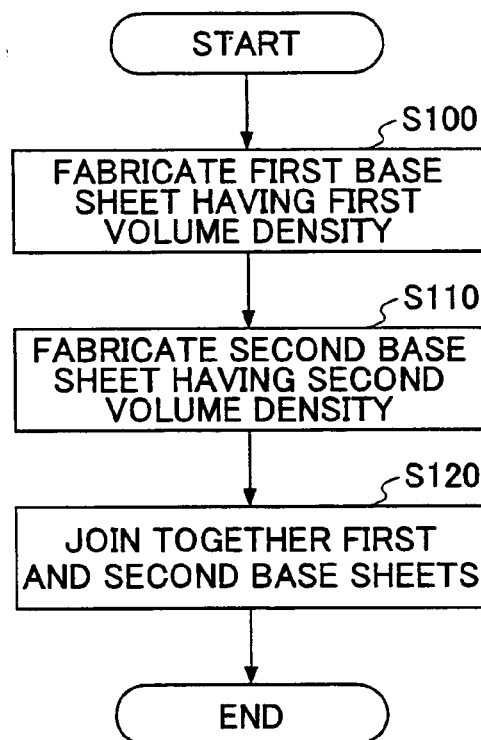 START
S100
FABRICATE FIRST BASE
SHEET HAVING FIRST
VOLUME DENSITY
S110
FABRICATE SECOND BASE
SHEET HAVING SECOND
VOLUME DENSITY
S120
JOIN TOGETHER FIRST
AND SECOND BASE SHEETS
END